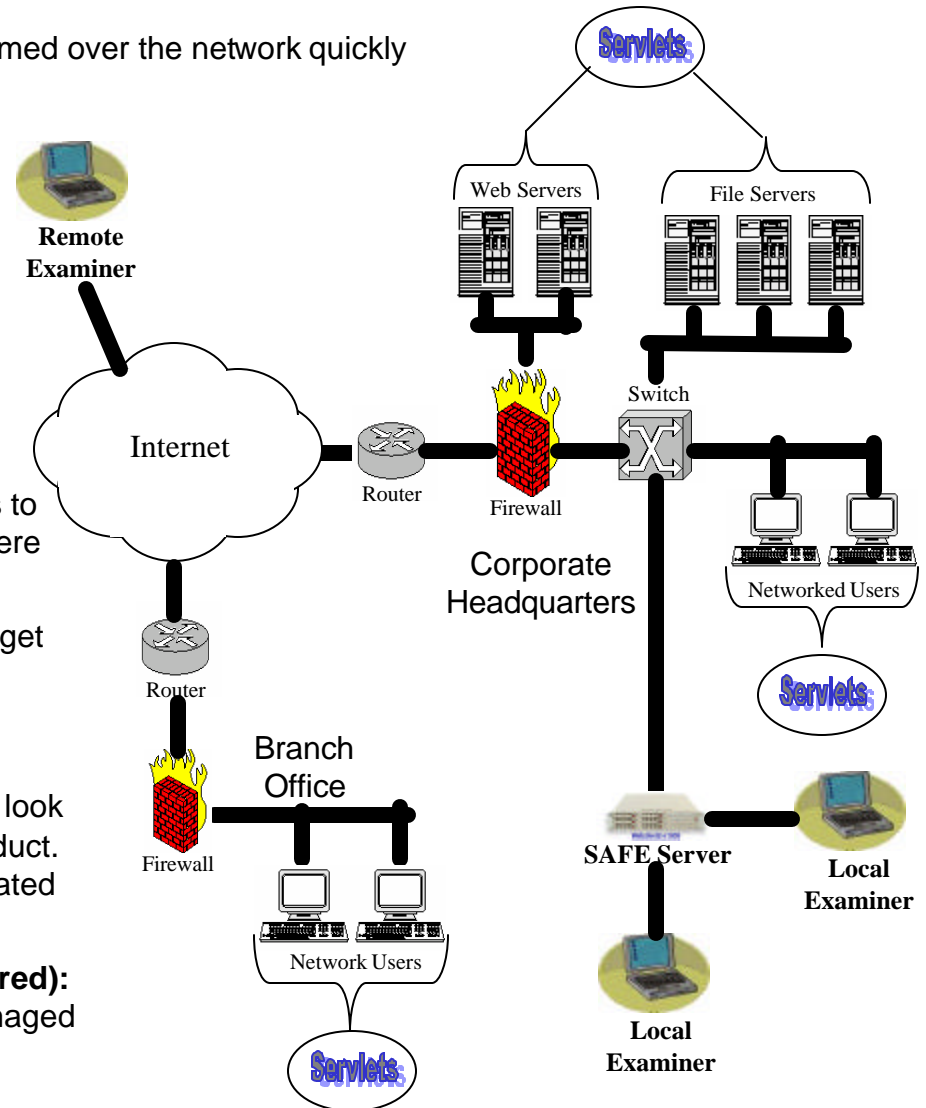 med over the network quickly
Servlets
Web Servers
File Servers
Remote
Examiner
Switch
Internet
Router
Firewall
s to
ere
Corporate
Headquarters
Networked Users
get
Router
Servlets
Branch
Office
look
duct.
ated
Firewall
SAFE Server
Local
Examiner
Network Users
red):
naged
Local
Examiner
Servlets